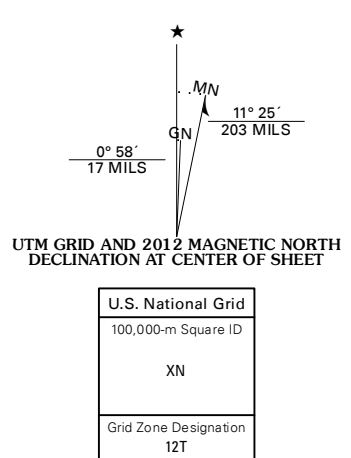 ★
MN
GN
11° 25´
203 MILS
0° 58´
17 MILS
UTM GRID AND 2012 MAGNETIC NORTH
DECLINATION AT CENTER OF SHEET
U.S. National Grid
100,000-m Square ID
XN
Grid Zone Designation
12T